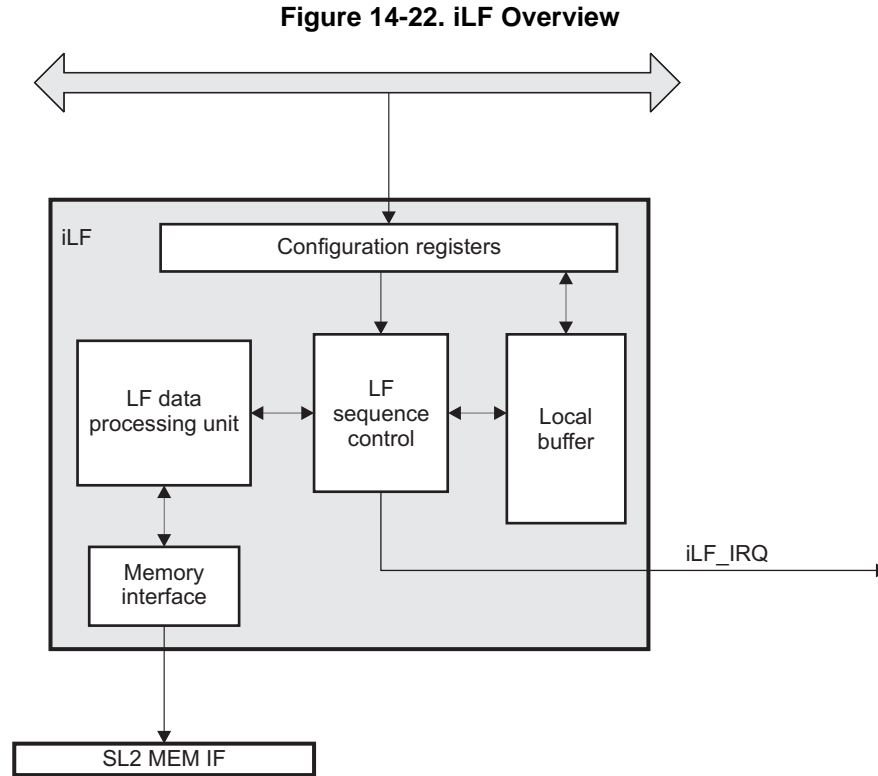 Figure 14-22. iLF Overview
iLF
Configuration registers
LF data
processing unit
LF
sequence
control
Local
buffer
iLF_IRQ
Memory
interface
SL2 MEM IF